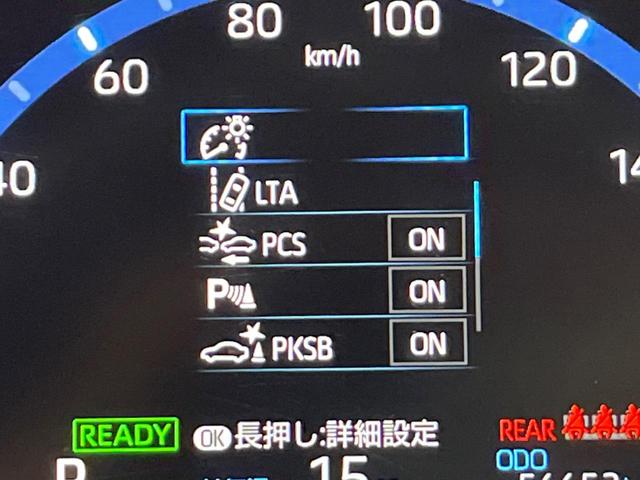 80
100
km/h
60
120
LTA
PCS ON
P ON
PKSB ON
READY OK 長押し:詳細設定 REAR
ODO
15